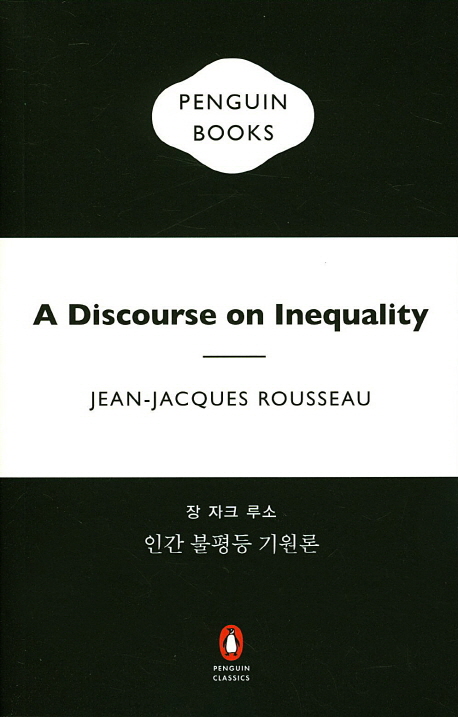 PENGUIN
BOOKS
A Discourse on Inequality
JEAN-JACQUES ROUSSEAU
장 자크 루소
인간 불평등 기원론
PENGUIN
CLASSICS